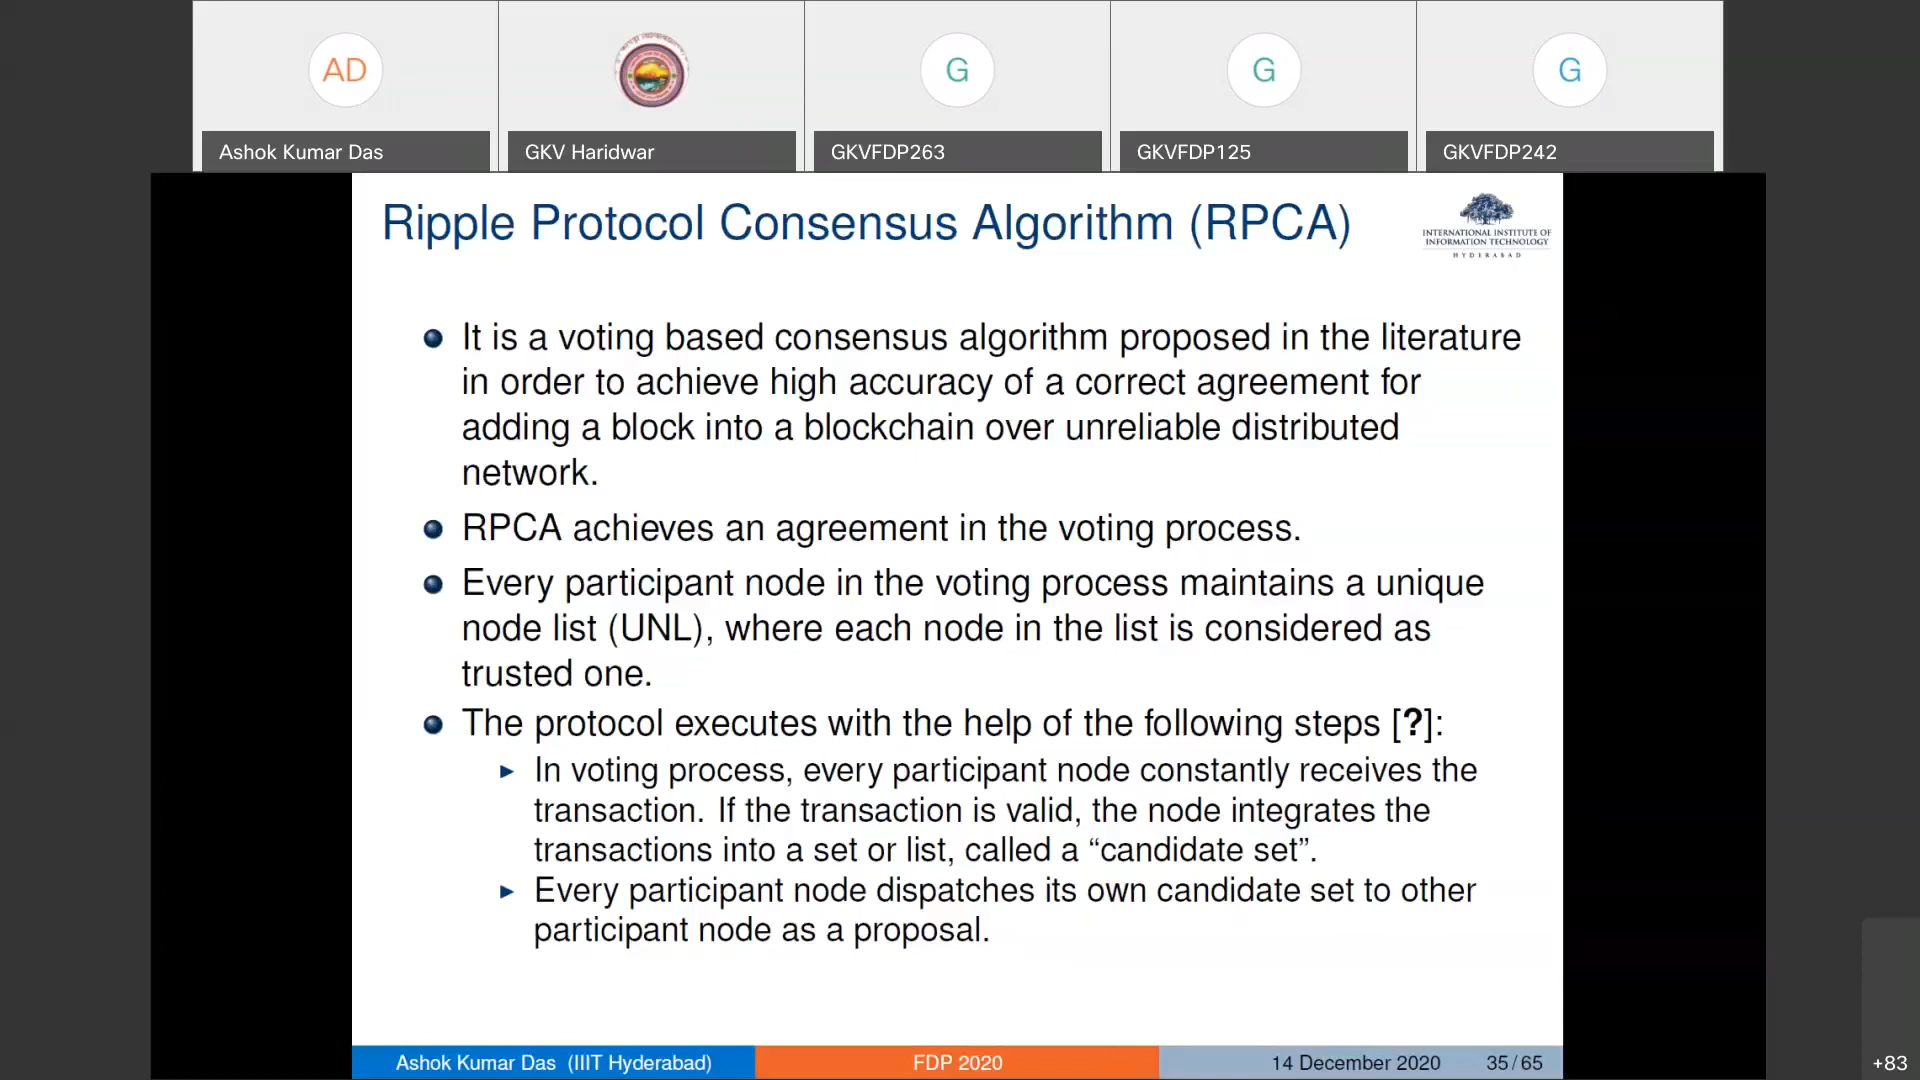 AD
G
G
G
Ashok Kumar Das
GKV Haridwar
GKVFDP263
GKVFDP125
GKVFDP242
Ripple Protocol Consensus Algorithm (RPCA)
INTERNATIONAL INSTITUTE OF
INFORMATION TECHNOLOGY
HYDERABAD
It is a voting based consensus algorithm proposed in the literature
in order to achieve high accuracy of a correct agreement for
adding a block into a blockchain over unreliable distributed
network.
RPCA achieves an agreement in the voting process.
Every participant node in the voting process maintains a unique
node list (UNL), where each node in the list is considered as
trusted one.
The protocol executes with the help of the following steps [?]:
In voting process, every participant node constantly receives the
transaction. If the transaction is valid, the node integrates the
transactions into a set or list, called a “candidate set”.
Every participant node dispatches its own candidate set to other
participant node as a proposal.
Ashok Kumar Das (IIIT Hyderabad)
FDP 2020
14 December 2020
35 / 65
+83